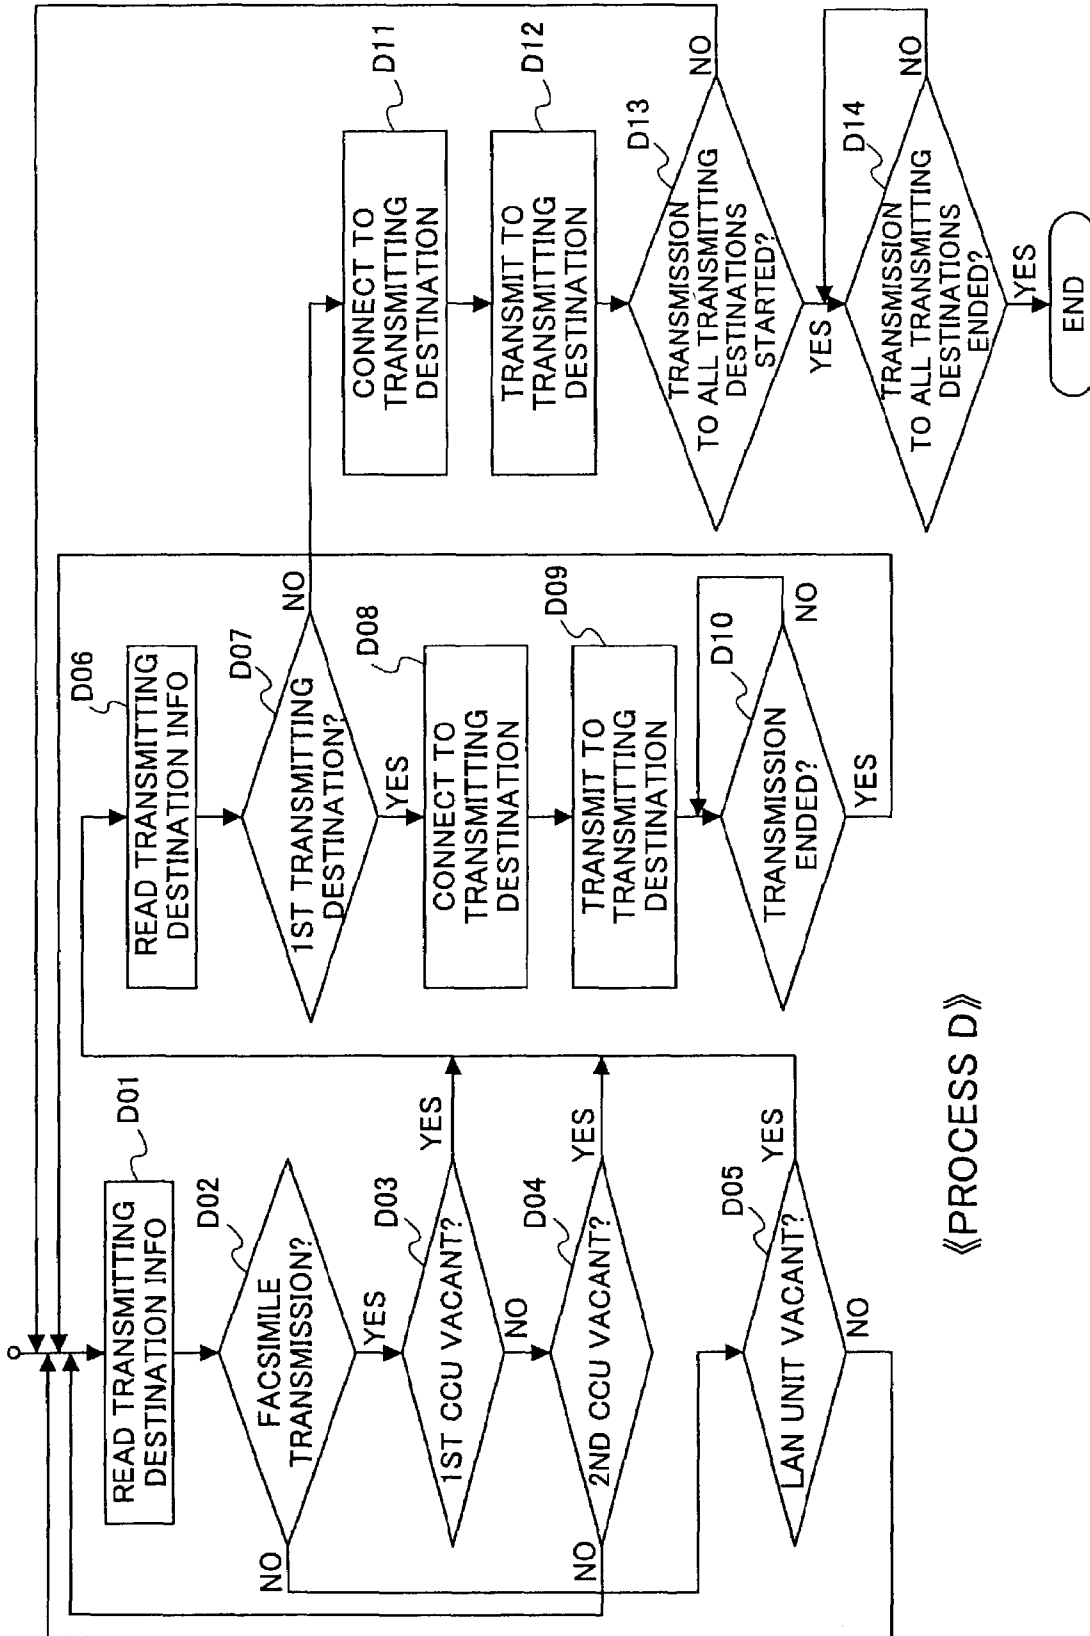 READ TRANSMITTING
DESTINATION INFO
D01
FACSIMILE
TRANSMISSION?
D02
YES
NO
1ST CCU VACANT?
D03
YES
NO
2ND CCU VACANT?
D04
YES
NO
LAN UNIT VACANT?
D05
YES
NO
READ TRANSMITTING
DESTINATION INFO
D06
1ST TRANSMITTING
DESTINATION?
D07
NO
YES
CONNECT TO
TRANSMITTING
DESTINATION
D08
TRANSMIT TO
TRANSMITTING
DESTINATION
D09
TRANSMISSION
ENDED?
D10
NO
YES
CONNECT TO
TRANSMITTING
DESTINATION
D11
TRANSMIT TO
TRANSMITTING
DESTINATION
D12
TRANSMISSION
TO ALL TRANSMITTING
DESTINATIONS
STARTED?
D13
NO
YES
TRANSMISSION
TO ALL TRANSMITTING
DESTINATIONS
ENDED?
D14
NO
YES
END
《PROCESS D》